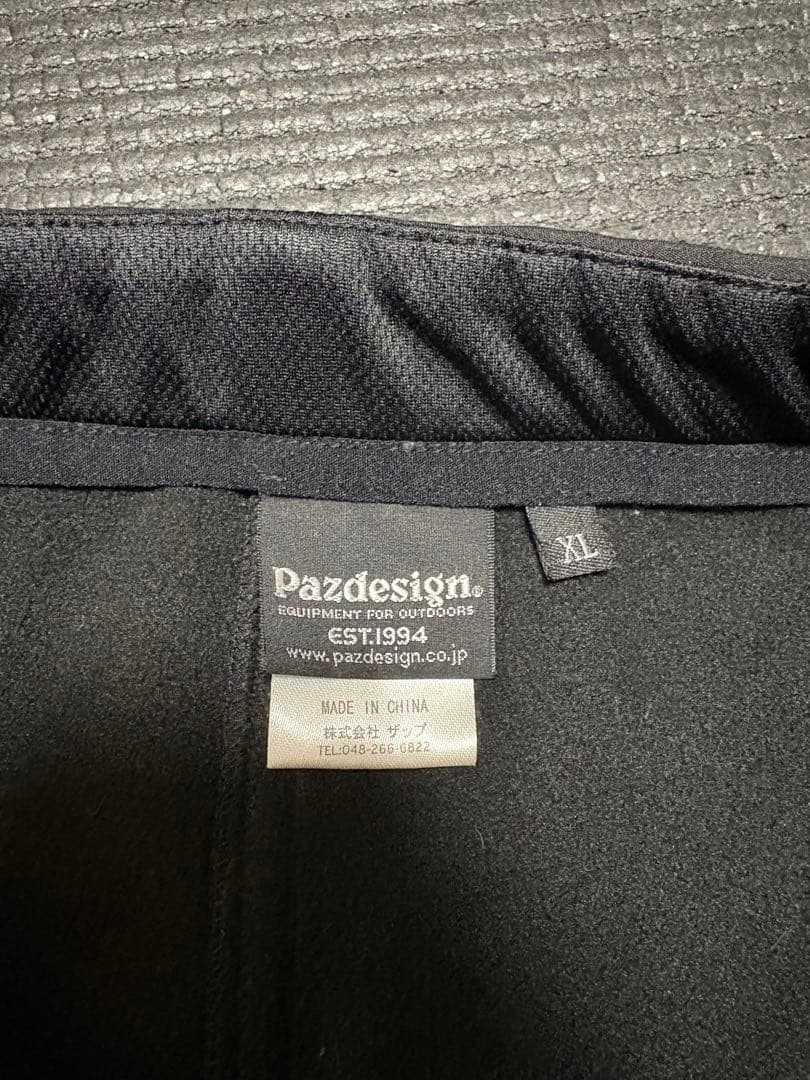 Pazdesign®
EQUIPMENT FOR OUTDOORS
EST.1994
www.pazdesign.co.jp
XL
MADE IN CHINA
株式会社 ザップ
TEL:048-266-6822